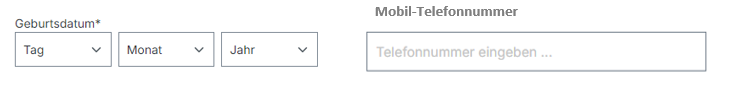 Geburtsdatum*
Tag Monat Jahr
Mobil-Telefonnummer
Telefonnummer eingeben ...